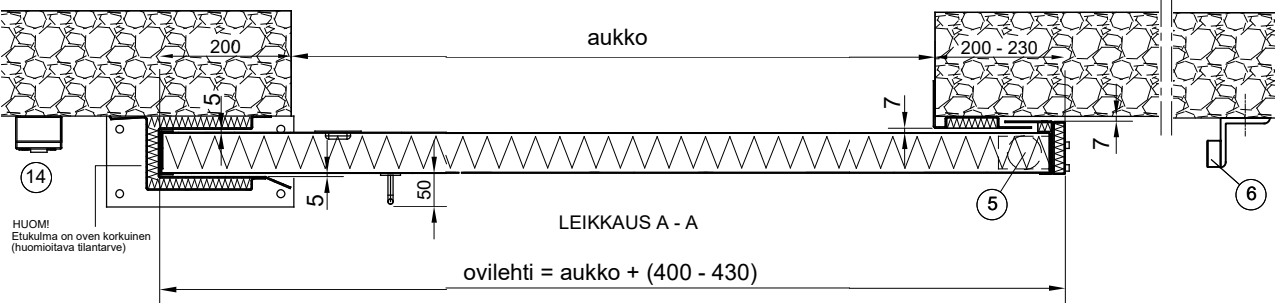 200
aukko
200 - 230
5
7
7
14
5
50
5
6
HUOM!
Etukulma on oven korkuinen
(huomioitava tilantarve)
LEIKKAUS A - A
ovilehti = aukko + (400 - 430)